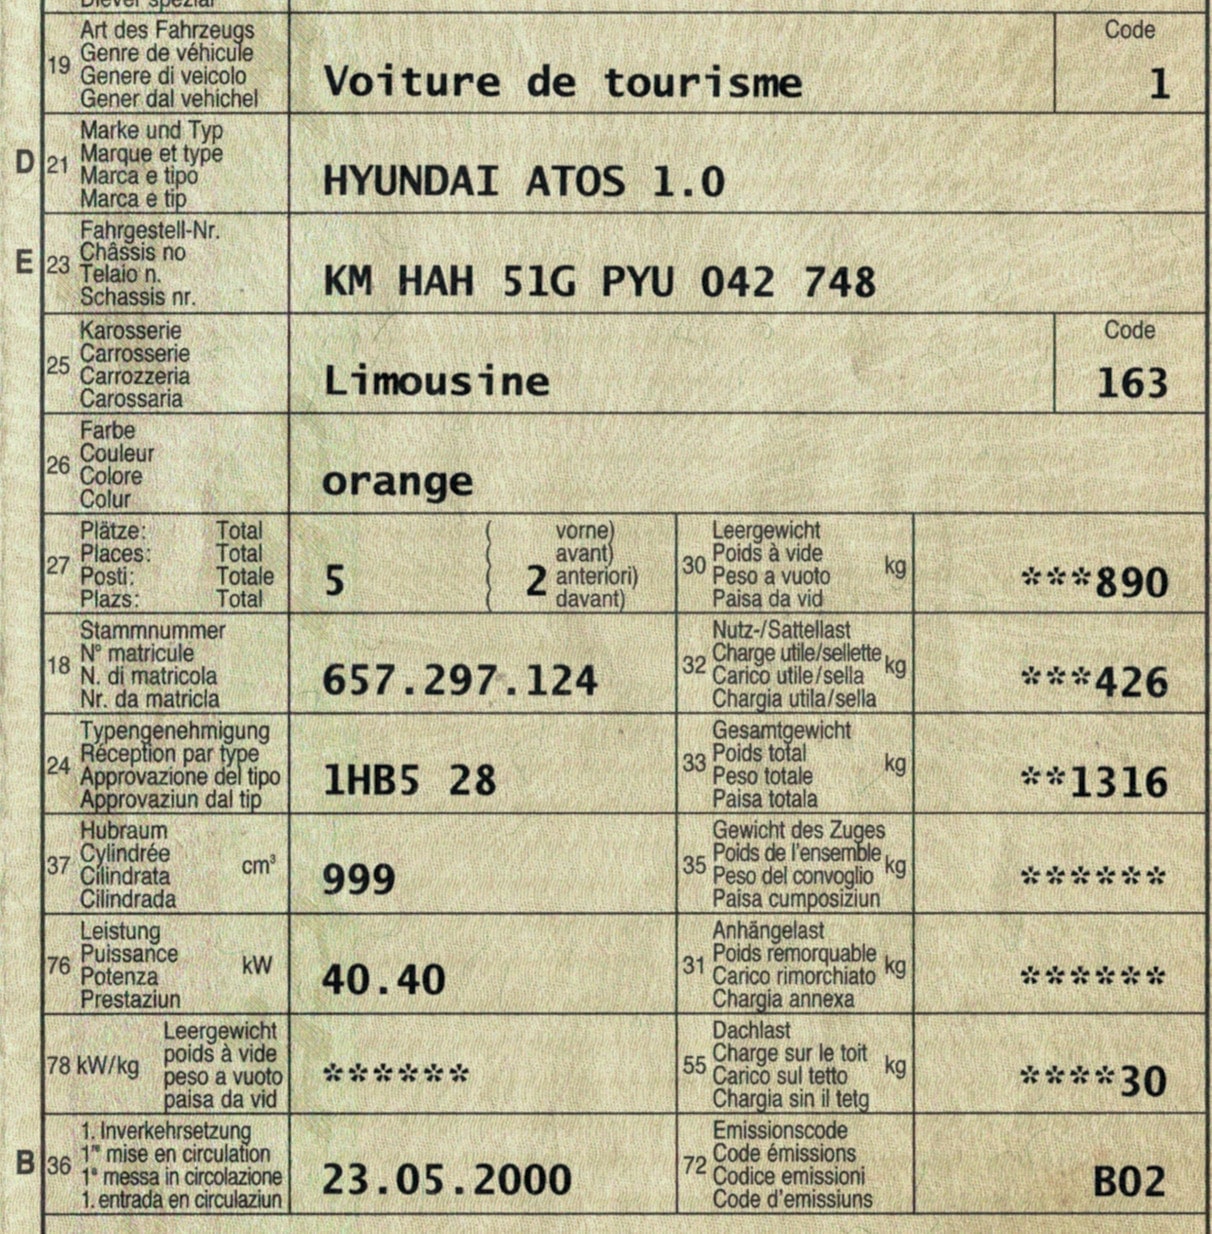 19 Art des Fahrzeugs
Genre de véhicule
Genere di veicolo
Gener dal vehichel
Voiture de tourisme
Code
1
D 21 Marke und Typ
Marque et type
Marca e tipo
Marca e tip
HYUNDAI ATOS 1.0
E 23 Fahrgestell-Nr.
Châssis no
Telaio n.
Schassis nr.
KM HAH 51G PYU 042 748
25 Karosserie
Carrosserie
Carrozzeria
Carossaria
Limousine
Code
163
26 Farbe
Couleur
Colore
Colur
orange
27 Plätze: Total
Places: Total
Posti: Totale
Plazs: Total
5
( vorne)
( avant)
( 2 anteriori)
( davant)
30 Leergewicht
Poids à vide
Peso a vuoto
Paisa da vid
kg
***890
18 Stammnummer
N° matricule
N. di matricola
Nr. da matricla
657.297.124
32 Nutz-/Sattellast
Charge utile/sellette
Carico utile/sella
Chargia utila/sella
kg
***426
24 Typengenehmigung
Réception par type
Approvazione del tipo
Approvaziun dal tip
1HB5 28
33 Gesamtgewicht
Poids total
Peso totale
Paisa totala
kg
**1316
37 Hubraum
Cylindrée
Cilindrata
Cilindrada
cm³
999
35 Gewicht des Zuges
Poids de l'ensemble
Peso del convoglio
Paisa cumposiziun
kg
******
76 Leistung
Puissance
Potenza
Prestaziun
kW
40.40
31 Anhängelast
Poids remorquable
Carico rimorchiato
Chargia annexa
kg
******
78 kW/kg
Leergewicht
poids à vide
peso a vuoto
paisa da vid
******
55 Dachlast
Charge sur le toit
Carico sul tetto
Chargia sin il tetg
kg
****30
B 36 1. Inverkehrsetzung
1re mise en circulation
1a messa in circolazione
1. entrada en circulaziun
23.05.2000
72 Emissionscode
Code émissions
Codice emissioni
Code d'emissiuns
B02